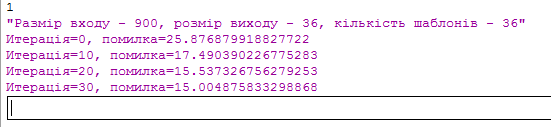 1
"Размір входу - 900, розмір виходу - 36, кількість шаблонів - 36"
Итерація=0, помилка=25.876879918827722
Итерація=10, помилка=17.490390226775283
Итерація=20, помилка=15.537326756279253
Итерація=30, помилка=15.004875833298868